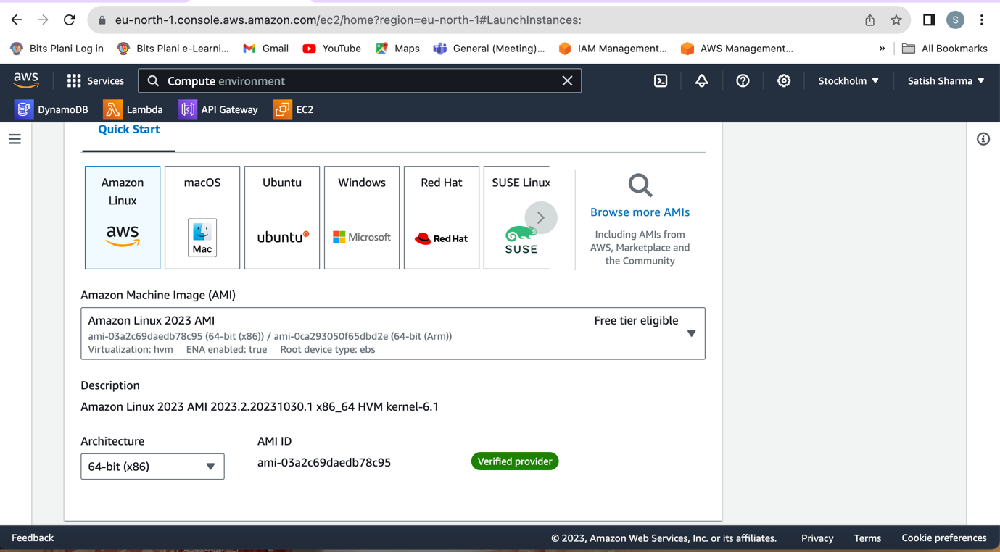 eu-north-1.console.aws.amazon.com/ec2/home?region=eu-north-1#LaunchInstances:
S
Bits Plani Log in
Bits Plani e-Learni...
Gmail
YouTube
Maps
General (Meeting)...
IAM Management...
AWS Management...
»
All Bookmarks
aws
Services
Compute environment
Stockholm ▼
Satish Sharma ▼
DynamoDB
Lambda
API Gateway
EC2
Quick Start
Amazon
Linux
aws
macOS
Mac
Ubuntu
ubuntu
Windows
Microsoft
Red Hat
Red Hat
SUSE Linux
SUSE
Browse more AMIs
Including AMIs from
AWS, Marketplace and
the Community
Amazon Machine Image (AMI)
Amazon Linux 2023 AMI
Free tier eligible
ami-03a2c69daedb78c95 (64-bit (x86)) / ami-0ca293050f65dbd2e (64-bit (Arm))
Virtualization: hvm ENA enabled: true Root device type: ebs
Description
Amazon Linux 2023 AMI 2023.2.20231030.1 x86_64 HVM kernel-6.1
Architecture
64-bit (x86)
AMI ID
ami-03a2c69daedb78c95
Verified provider
Feedback
© 2023, Amazon Web Services, Inc. or its affiliates.
Privacy
Terms
Cookie preferences